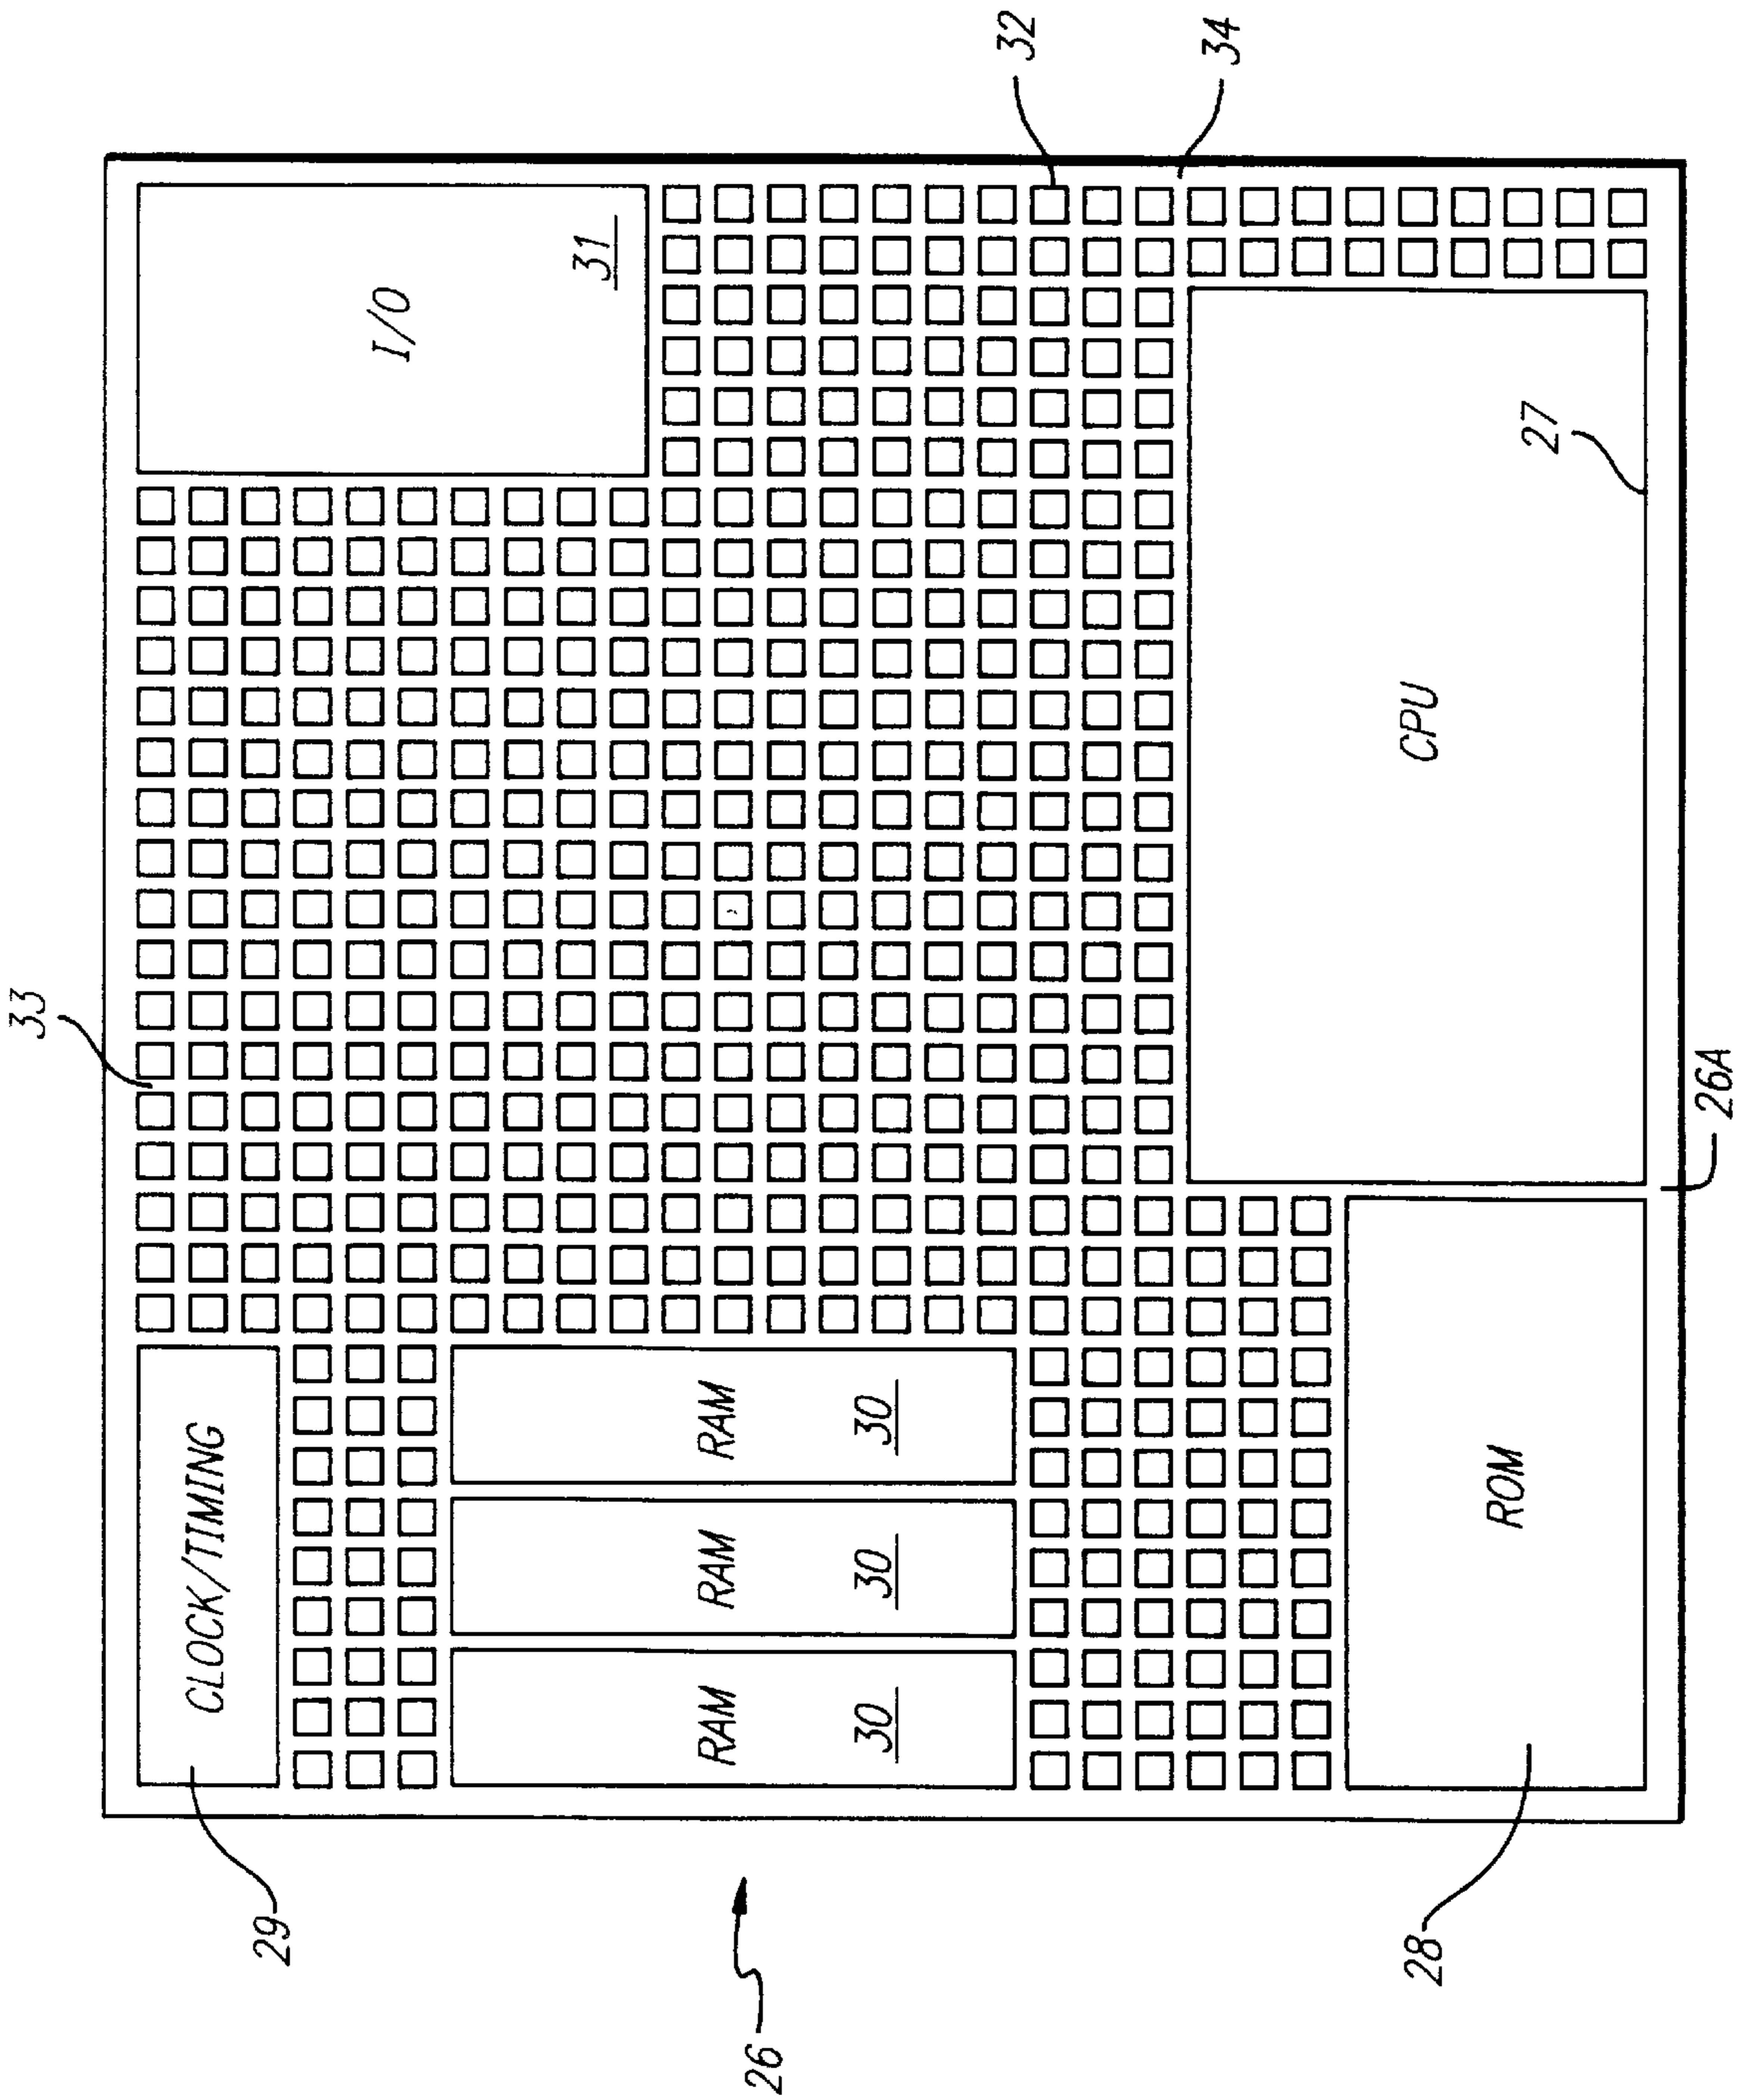 26
29
CLOCK/TIMING
33
I/O
31
RAM
30
RAM
30
RAM
30
32
34
28
ROM
CPU
27
26A